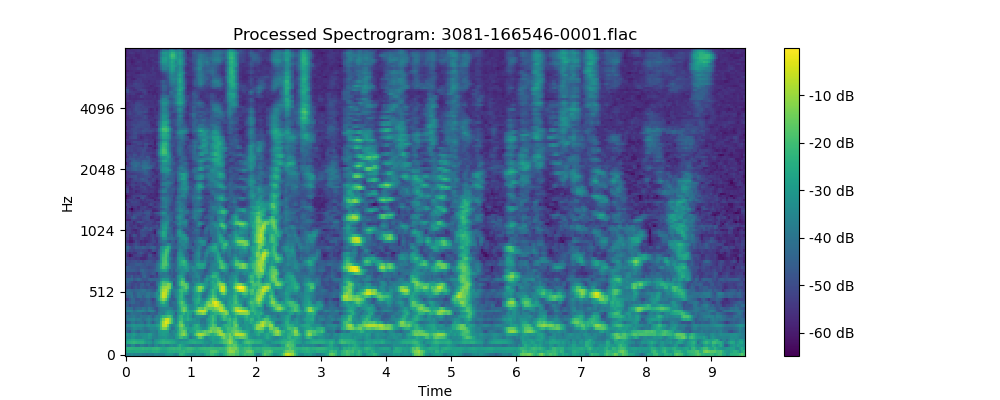 Processed Spectrogram: 3081-166546-0001.flac
Hz
4096
2048
1024
512
0
0 1 2 3 4 5 6 7 8 9
Time
-10 dB
-20 dB
-30 dB
-40 dB
-50 dB
-60 dB